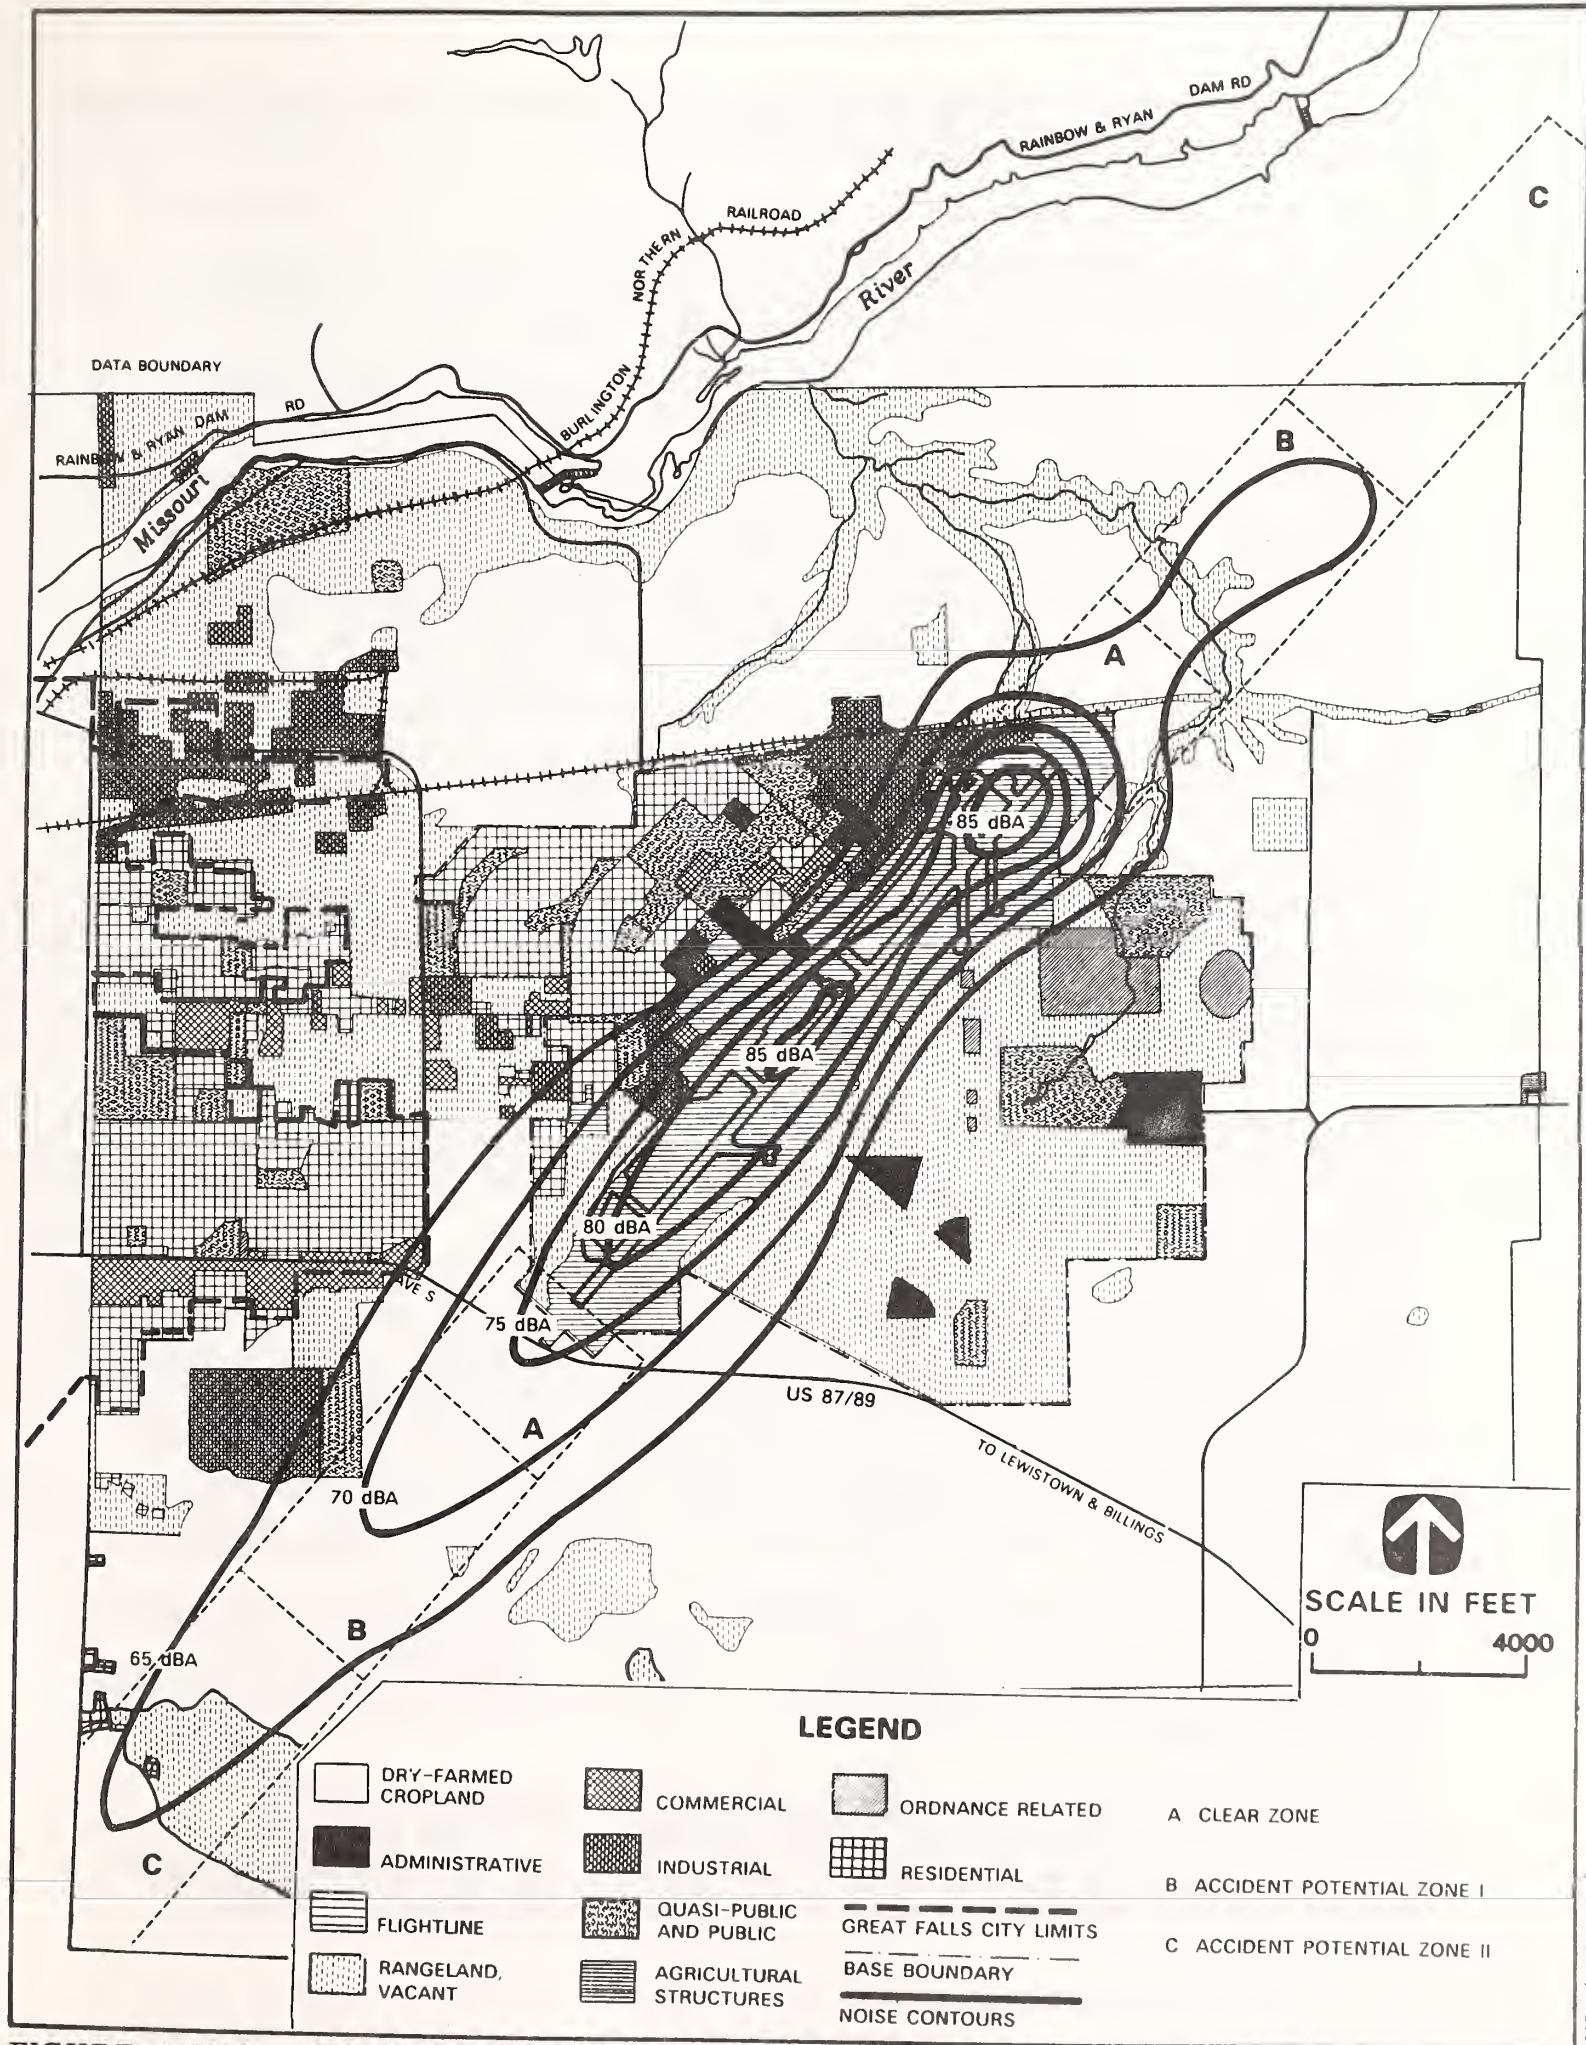 DAM RD
RAINBOW & RYAN
C
RAILROAD
NORTHERN
River
DATA BOUNDARY
BURLINGTON
RD
RAINBOW & RYAN DAM
B
Missouri
A
85 dBA
85 dBA
80 dBA
AVE S
75 dBA
US 87/89
A
TO LEWISTOWN & BILLINGS
70 dBA
SCALE IN FEET
0 4000
B
65 dBA
C
LEGEND
DRY-FARMED
CROPLAND
ADMINISTRATIVE
FLIGHTLINE
RANGELAND,
VACANT
COMMERCIAL
INDUSTRIAL
QUASI-PUBLIC
AND PUBLIC
AGRICULTURAL
STRUCTURES
ORDNANCE RELATED
RESIDENTIAL
GREAT FALLS CITY LIMITS
BASE BOUNDARY
NOISE CONTOURS
A CLEAR ZONE
B ACCIDENT POTENTIAL ZONE I
C ACCIDENT POTENTIAL ZONE II